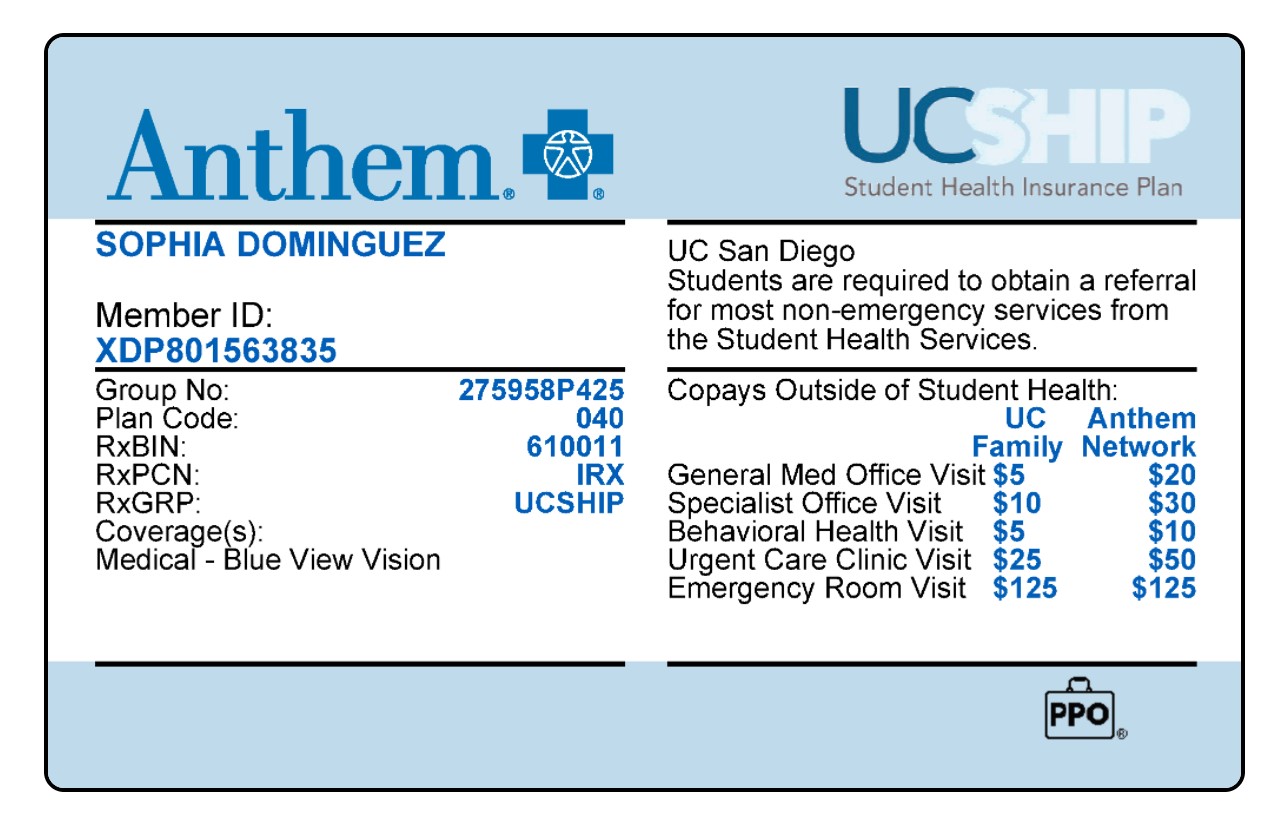 Anthem®
UCSHIP
Student Health Insurance Plan
SOPHIA DOMINGUEZ
Member ID:
XDP801563835
Group No: 275958P425
Plan Code: 040
RxBIN: 610011
RxPCN: IRX
RxGRP: UCSHIP
Coverage(s):
Medical - Blue View Vision
UC San Diego
Students are required to obtain a referral
for most non-emergency services from
the Student Health Services.
Copays Outside of Student Health:
UC Anthem
Family Network
General Med Office Visit $5 $20
Specialist Office Visit $10 $30
Behavioral Health Visit $5 $10
Urgent Care Clinic Visit $25 $50
Emergency Room Visit $125 $125
PPO®